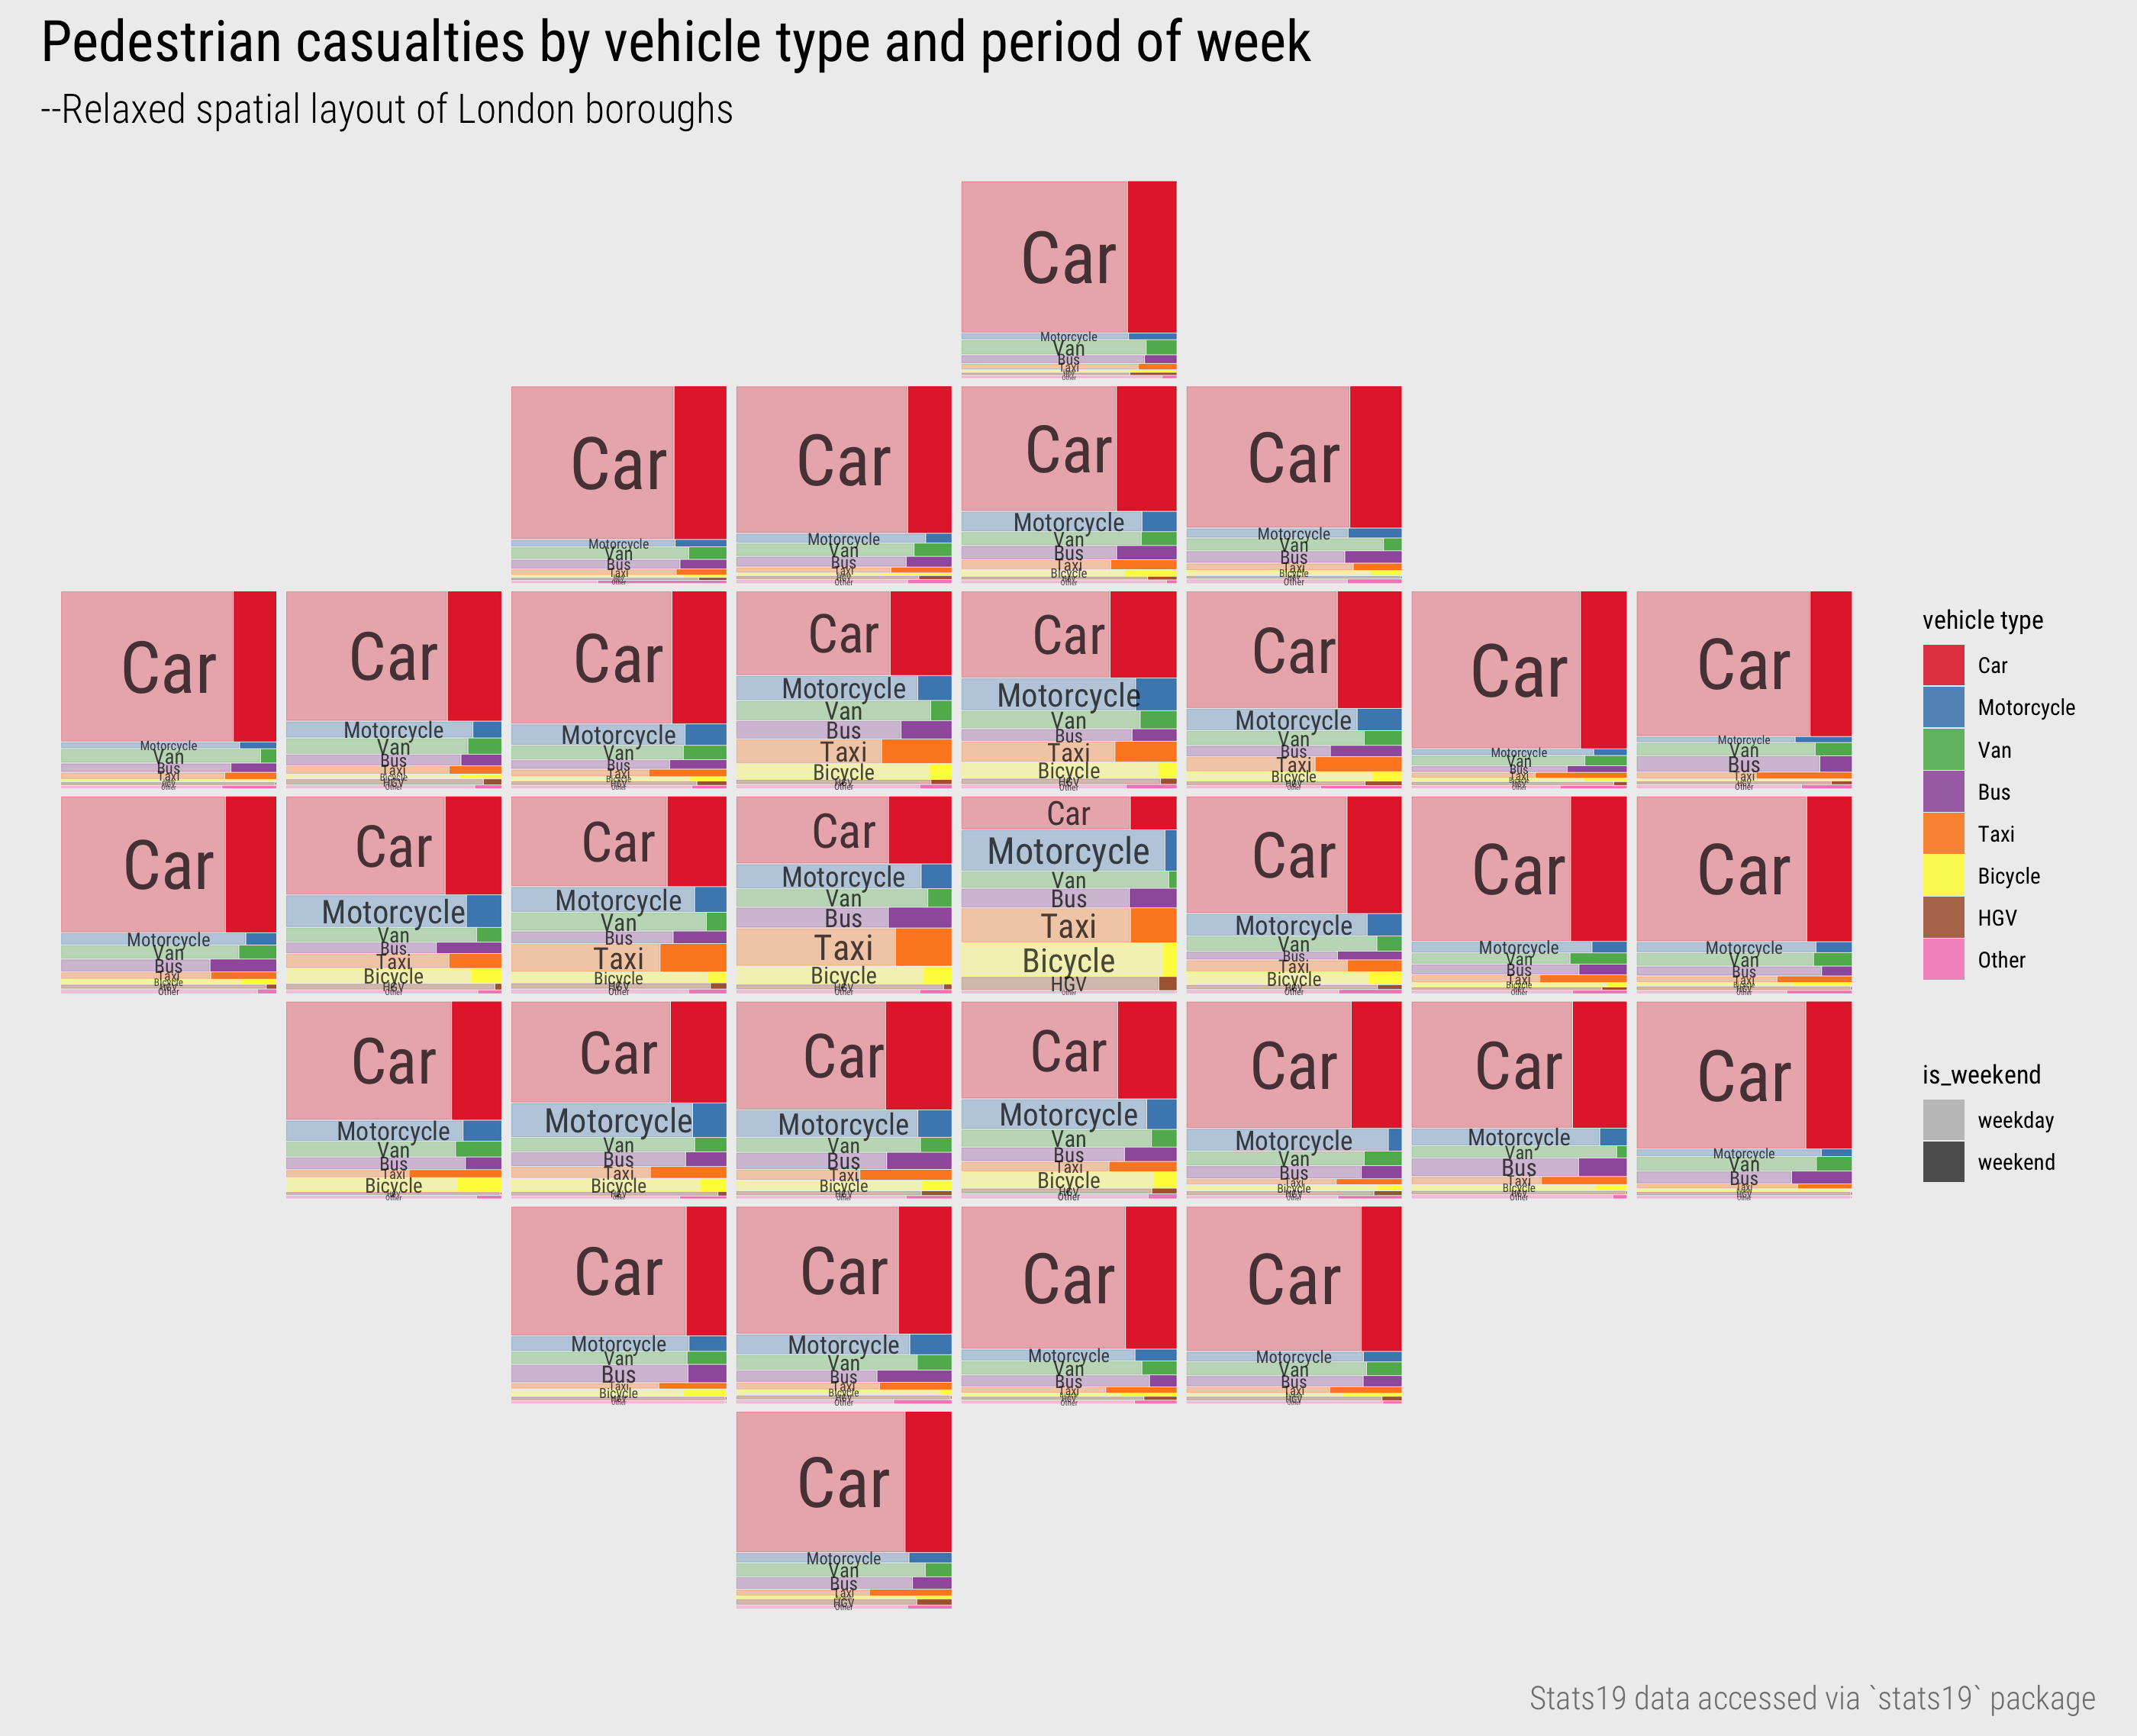 Pedestrian casualties by vehicle type and period of week
--Relaxed spatial layout of London boroughs
Car
Motorcycle
Van
Bus
Taxi
Other
Car
Motorcycle
Van
Bus
Taxi
Other
Car
Motorcycle
Van
Bus
Taxi
Other
Car
Motorcycle
Van
Bus
Taxi
Bicycle
Other
Car
Motorcycle
Van
Bus
Taxi
Bicycle
Other
Car
Motorcycle
Van
Bus
Taxi
Other
Car
Motorcycle
Van
Bus
Taxi
Bicycle
HGV
Other
Car
Motorcycle
Van
Bus
Taxi
Bicycle
HGV
Other
Car
Motorcycle
Van
Bus
Taxi
Bicycle
HGV
Other
Car
Motorcycle
Van
Bus
Taxi
Bicycle
HGV
Other
Car
Motorcycle
Van
Bus
Taxi
Bicycle
HGV
Other
Car
Motorcycle
Van
Bus
Taxi
Other
Car
Motorcycle
Van
Bus
Taxi
Other
Car
Motorcycle
Van
Bus
Taxi
Bicycle
HGV
Other
Car
Motorcycle
Van
Bus
Taxi
Bicycle
HGV
Other
Car
Motorcycle
Van
Bus
Taxi
Bicycle
HGV
Other
Car
Motorcycle
Van
Bus
Taxi
Bicycle
HGV
Other
Car
Motorcycle
Van
Bus
Taxi
Bicycle
HGV
Car
Motorcycle
Van
Bus
Taxi
Bicycle
HGV
Other
Car
Motorcycle
Van
Bus
Taxi
Bicycle
Other
Car
Motorcycle
Van
Bus
Taxi
Bicycle
Other
Car
Motorcycle
Van
Bus
Taxi
Bicycle
Other
Car
Motorcycle
Van
Bus
Taxi
Bicycle
HGV
Other
Car
Motorcycle
Van
Bus
Taxi
Bicycle
HGV
Other
Car
Motorcycle
Van
Bus
Taxi
Bicycle
HGV
Other
Car
Motorcycle
Van
Bus
Taxi
Bicycle
HGV
Other
Car
Motorcycle
Van
Bus
Taxi
Bicycle
HGV
Other
Car
Motorcycle
Van
Bus
Taxi
Other
Car
Motorcycle
Van
Bus
Taxi
Bicycle
Other
Car
Motorcycle
Van
Bus
Taxi
Bicycle
HGV
Other
Car
Motorcycle
Van
Bus
Taxi
HGV
Other
Car
Motorcycle
Van
Bus
Taxi
HGV
Other
Car
Motorcycle
Van
Bus
Taxi
HGV
Other
vehicle type
Car
Motorcycle
Van
Bus
Taxi
Bicycle
HGV
Other
is_weekend
weekday
weekend
Stats19 data accessed via `stats19` package